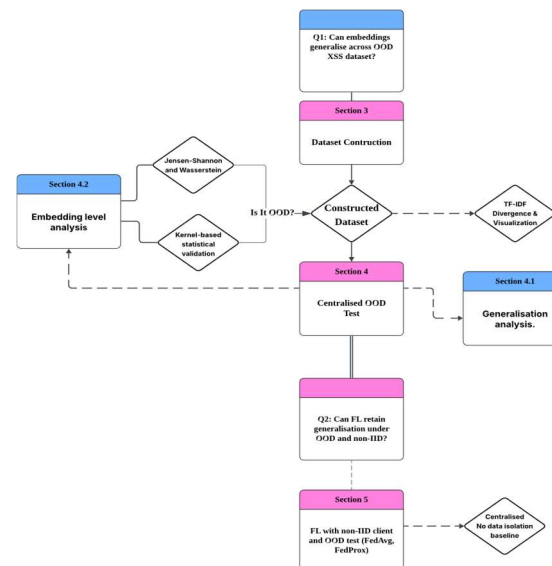 Q1: Can embeddings
generalise across OOD
XSS dataset?
Section 3
Dataset Contruction
Jensen-Shannon
and Wasserstein
Section 4.2
Embedding level
analysis
Is It OOD?
Constructed
Dataset
TF-IDF
Divergence &
Visualization
Kernel-based
statistical
validation
Section 4
Centralised OOD
Test
Section 4.1
Generalisation
analysis.
Q2: Can FL retain
generalisation under
OOD and non-IID?
Section 5
FL with non-IID client
and OOD test (FedAvg,
FedProx)
Centralised
No data isolation
baseline